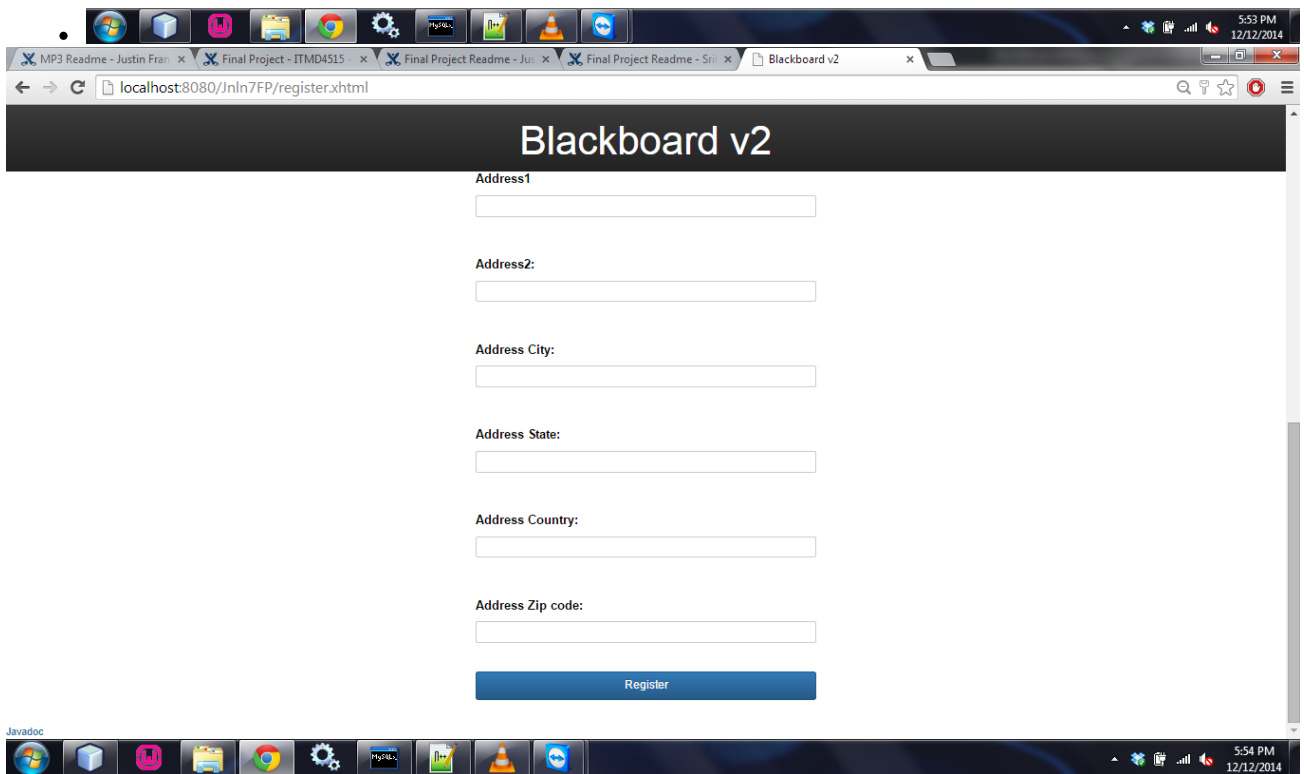 MySQL
n++
5:53 PM
12/12/2014
MP3 Readme - Justin Fran
Final Project - ITMD4515 -
Final Project Readme - Jus
Final Project Readme - Sri
Blackboard v2
localhost:8080/Jnln7FP/register.xhtml
Blackboard v2
Address1
Address2:
Address City:
Address State:
Address Country:
Address Zip code:
Register
Javadoc
MySQL
n++
5:54 PM
12/12/2014